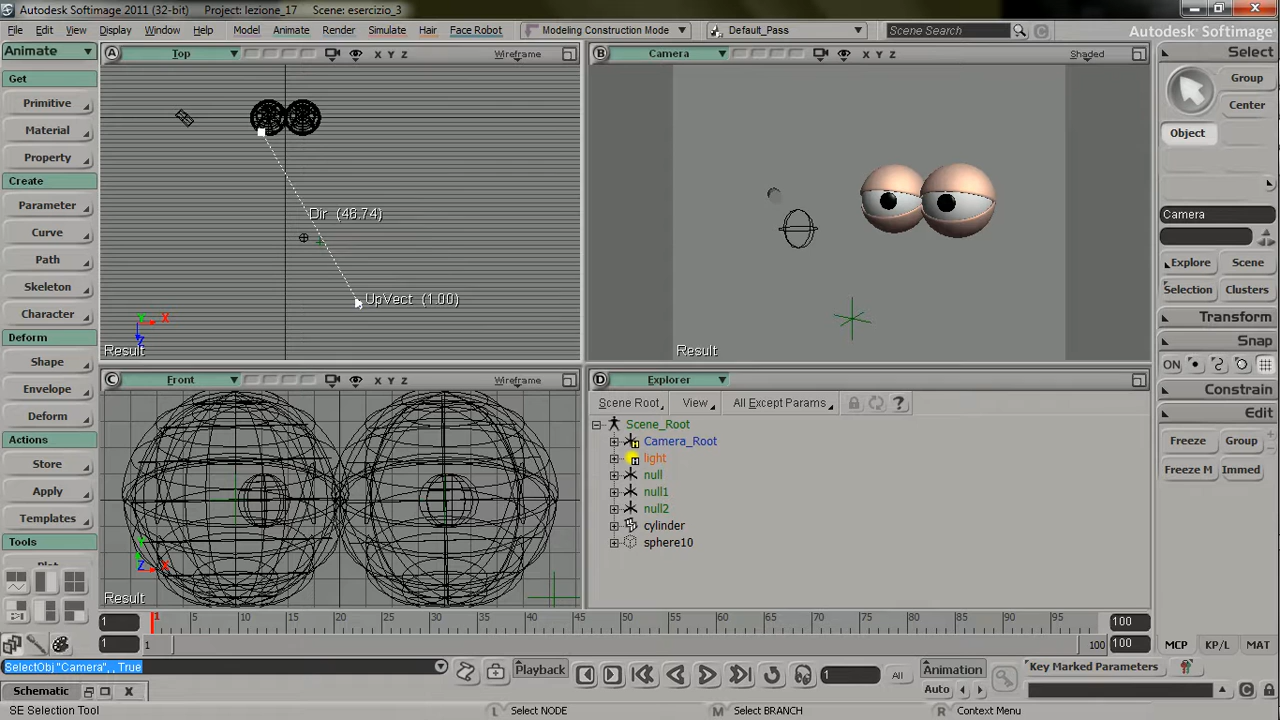 Autodesk Softimage 2011 (32-bit) Project: lezione_17 Scene: esercizio_3
File Edit View Display Window Help Model Animate Render Simulate Hair Face Robot Modeling Construction Mode Default_Pass Scene Search Autodesk Softimage
Animate
Get
Primitive
Material
Property
Create
Parameter
Curve
Path
Skeleton
Character
Deform
Shape
Envelope
Deform
Actions
Store
Apply
Templates
Tools
A Top X Y Z Wireframe
Dir (46.74)
UpVect (1.00)
Y X
Z
Result
B Camera X Y Z Shaded
Result
C Front X Y Z Wireframe
Y
Z X
Result
D Explorer
Scene Root View All Except Params ?
Scene_Root
Camera_Root
light
null
null1
null2
cylinder
sphere10
Select
Group
Center
Object
Camera
Explore Scene
Selection Clusters
Transform
Snap
ON
Constrain
Edit
Freeze Group
Freeze M Immed
MCP KP/L MAT
1 1 5 10 15 20 25 30 35 40 45 50 55 60 65 70 75 80 85 90 95 100
1 1 100 100
SelectObj "Camera", , True
Playback 1 All Animation Key Marked Parameters
Auto
Schematic
SE Selection Tool L Select NODE M Select BRANCH R Context Menu